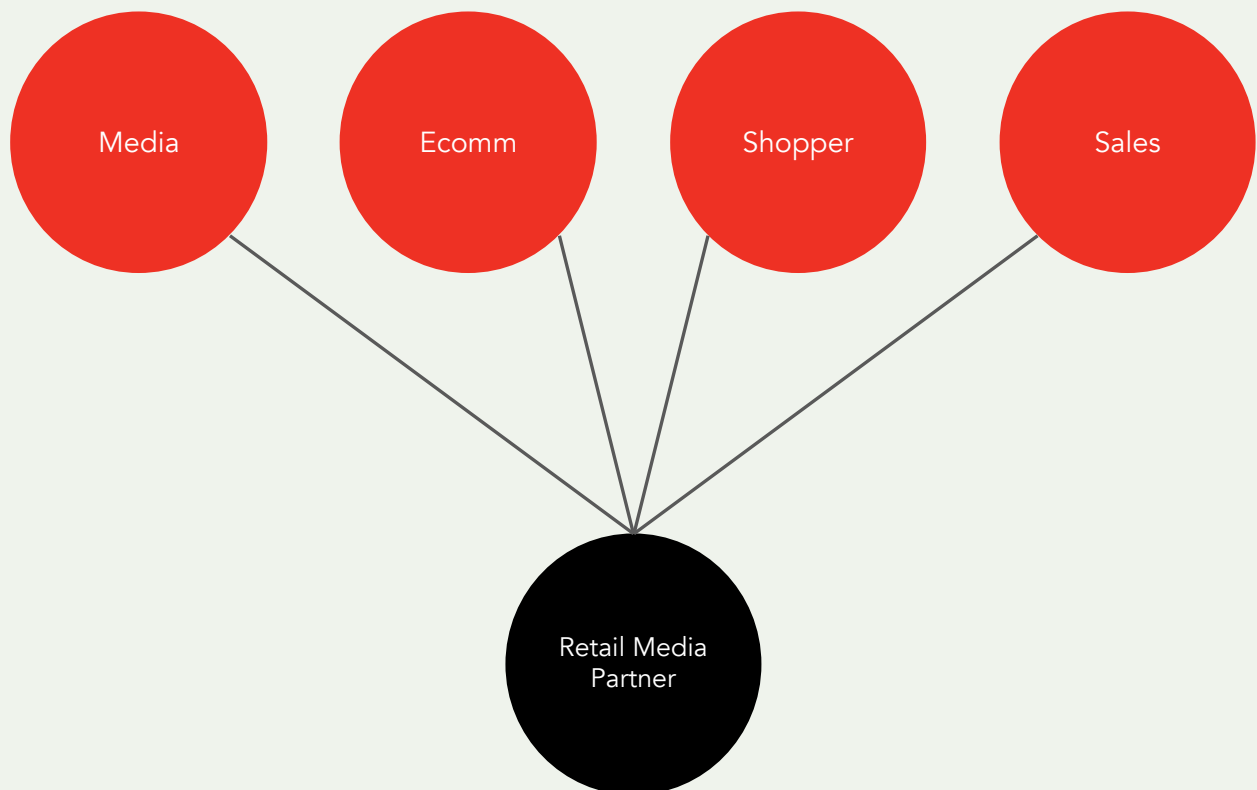 Media
Ecomm
Shopper
Sales
Retail Media
Partner